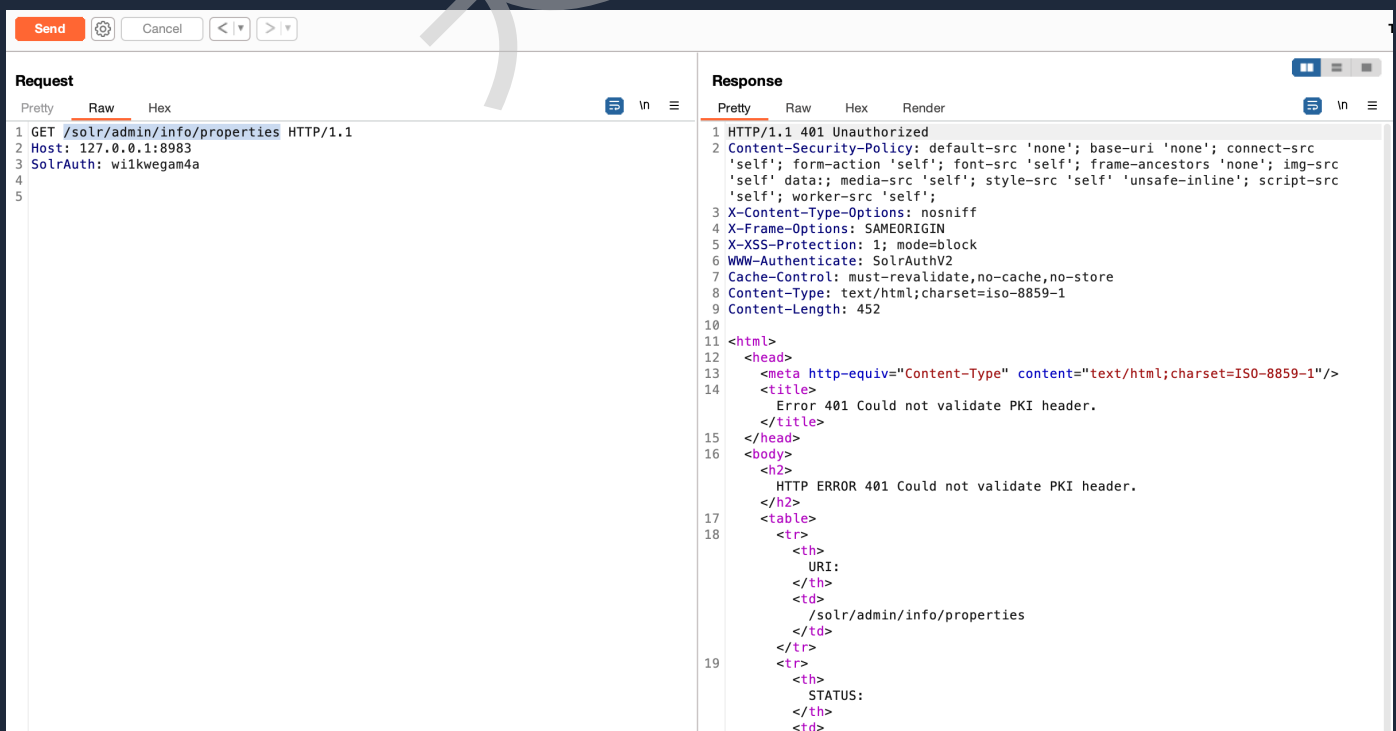 Send Cancel < >
Request
Pretty Raw Hex \n
1 GET /solr/admin/info/properties HTTP/1.1
2 Host: 127.0.0.1:8983
3 SolrAuth: wi1kwegam4a
4
5
Response
Pretty Raw Hex Render \n
1 HTTP/1.1 401 Unauthorized
2 Content-Security-Policy: default-src 'none'; base-uri 'none'; connect-src
'self'; form-action 'self'; font-src 'self'; frame-ancestors 'none'; img-src
'self' data:; media-src 'self'; style-src 'self' 'unsafe-inline'; script-src
'self'; worker-src 'self';
3 X-Content-Type-Options: nosniff
4 X-Frame-Options: SAMEORIGIN
5 X-XSS-Protection: 1; mode=block
6 WWW-Authenticate: SolrAuthV2
7 Cache-Control: must-revalidate,no-cache,no-store
8 Content-Type: text/html;charset=iso-8859-1
9 Content-Length: 452
10
11 <html>
12 <head>
13 <meta http-equiv="Content-Type" content="text/html;charset=ISO-8859-1"/>
14 <title>
Error 401 Could not validate PKI header.
</title>
15 </head>
16 <body>
<h2>
HTTP ERROR 401 Could not validate PKI header.
</h2>
17 <table>
18 <tr>
<th>
URI:
</th>
<td>
/solr/admin/info/properties
</td>
</tr>
19 <tr>
<th>
STATUS:
</th>
<td>